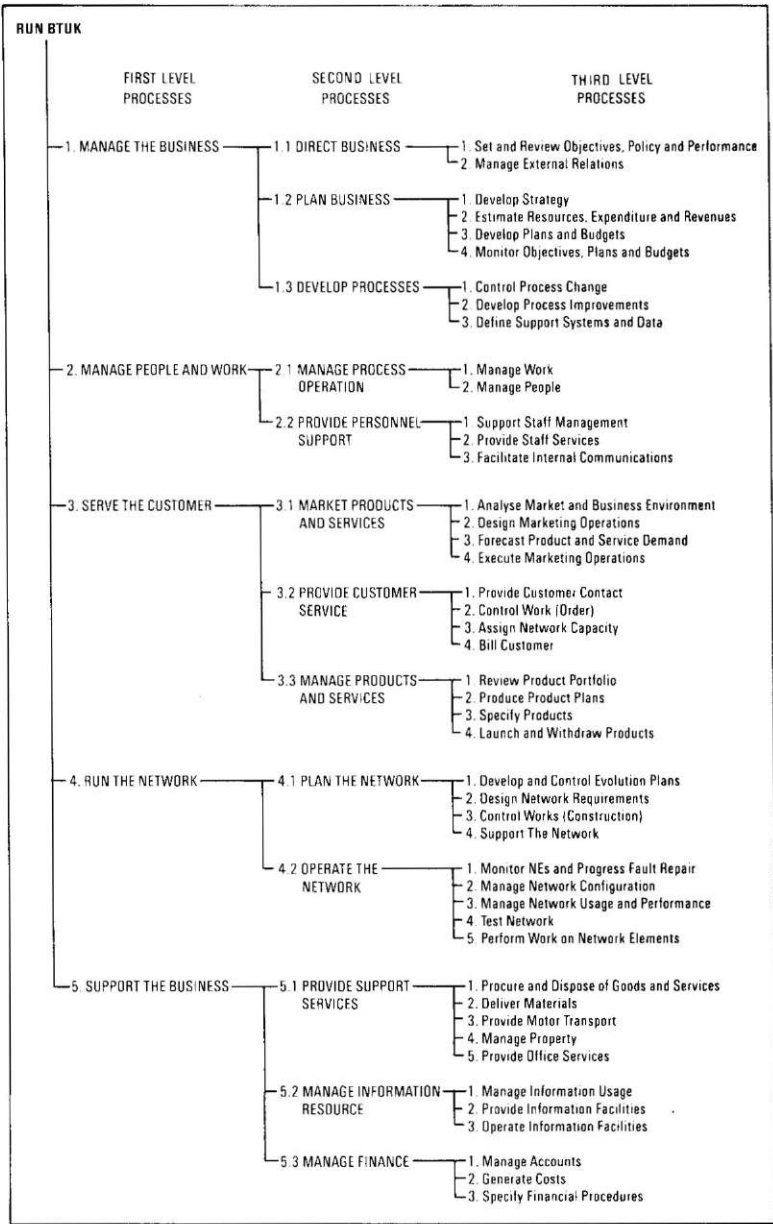 RUN BTUK
FIRST LEVEL PROCESSES
SECOND LEVEL PROCESSES
THIRD LEVEL PROCESSES
1. MANAGE THE BUSINESS
1.1 DIRECT BUSINESS
1. Set and Review Objectives, Policy and Performance
2. Manage External Relations
1.2 PLAN BUSINESS
1. Develop Strategy
2. Estimate Resources, Expenditure and Revenues
3. Develop Plans and Budgets
4. Monitor Objectives, Plans and Budgets
1.3 DEVELOP PROCESSES
1. Control Process Change
2. Develop Process Improvements
3. Define Support Systems and Data
2. MANAGE PEOPLE AND WORK
2.1 MANAGE PROCESS
OPERATION
1. Manage Work
2. Manage People
2.2 PROVIDE PERSONNEL
SUPPORT
1. Support Staff Management
2. Provide Staff Services
3. Facilitate Internal Communications
3. SERVE THE CUSTOMER
3.1 MARKET PRODUCTS
AND SERVICES
1. Analyse Market and Business Environment
2. Design Marketing Operations
3. Forecast Product and Service Demand
4. Execute Marketing Operations
3.2 PROVIDE CUSTOMER
SERVICE
1. Provide Customer Contact
2. Control Work (Order)
3. Assign Network Capacity
4. Bill Customer
3.3 MANAGE PRODUCTS
AND SERVICES
1. Review Product Portfolio
2. Produce Product Plans
3. Specify Products
4. Launch and Withdraw Products
4. RUN THE NETWORK
4.1 PLAN THE NETWORK
1. Develop and Control Evolution Plans
2. Design Network Requirements
3. Control Works (Construction)
4. Support The Network
4.2 OPERATE THE
NETWORK
1. Monitor NEs and Progress Fault Repair
2. Manage Network Configuration
3. Manage Network Usage and Performance
4. Test Network
5. Perform Work on Network Elements
5. SUPPORT THE BUSINESS
5.1 PROVIDE SUPPORT
SERVICES
1. Procure and Dispose of Goods and Services
2. Deliver Materials
3. Provide Motor Transport
4. Manage Property
5. Provide Office Services
5.2 MANAGE INFORMATION
RESOURCE
1. Manage Information Usage
2. Provide Information Facilities
3. Operate Information Facilities
5.3 MANAGE FINANCE
1. Manage Accounts
2. Generate Costs
3. Specify Financial Procedures